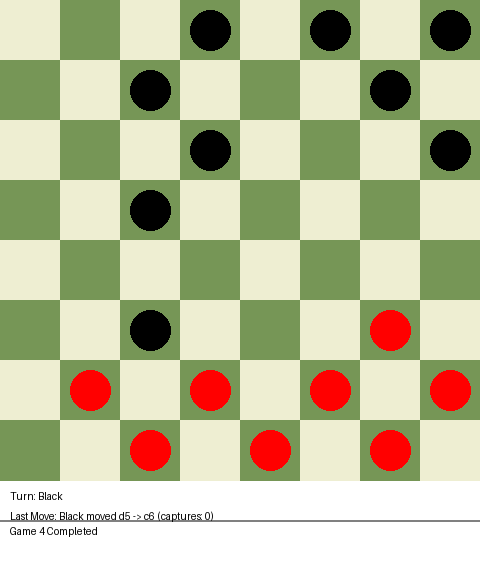 Turn: Black
Last Move: Black moved d5 -> c6 (captures: 0)
Game 4 Completed